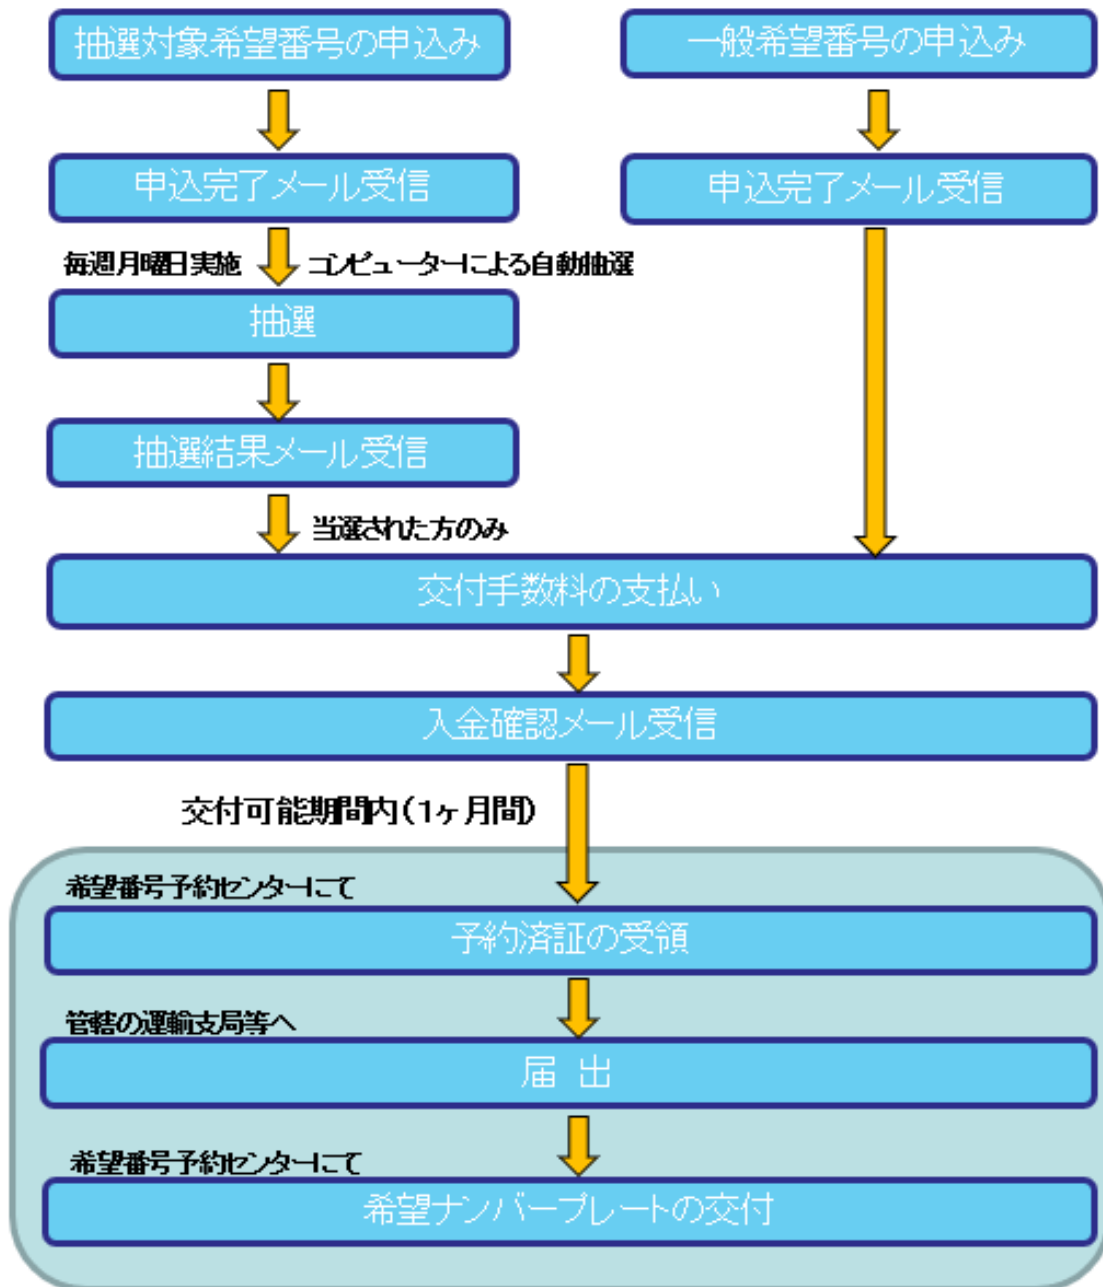 抽選対象希望番号の申込み
一般希望番号の申込み
申込完了メール受信
申込完了メール受信
毎週月曜日実施
コンピューターによる自動抽選
抽選
抽選結果メール受信
当選された方のみ
交付手数料の支払い
入金確認メール受信
交付可能期間内(1ヶ月間)
希望番号予約センターにて
予約済証の受領
管轄の運輸支局等へ
届 出
希望番号予約センターにて
希望ナンバープレートの交付